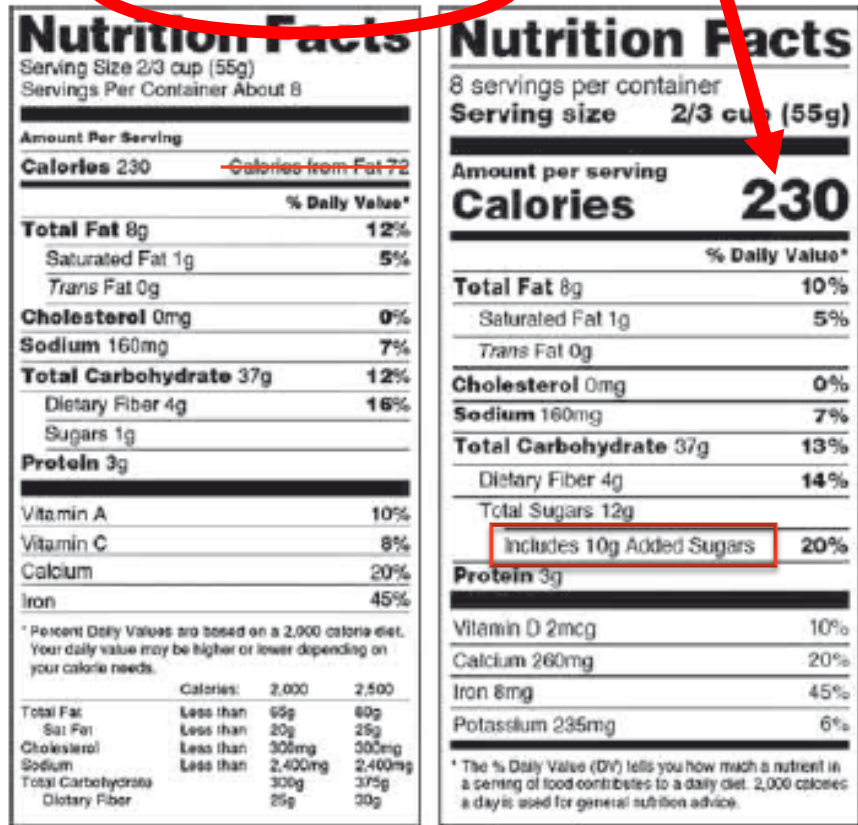 Nutrition Facts
Serving Size 2/3 cup (55g)
Servings Per Container About 8
Amount Per Serving
Calories 230 Calories from Fat 72
% Daily Value*
Total Fat 8g 12%
Saturated Fat 1g 5%
Trans Fat 0g
Cholesterol 0mg 0%
Sodium 160mg 7%
Total Carbohydrate 37g 12%
Dietary Fiber 4g 16%
Sugars 1g
Protein 3g
Vitamin A 10%
Vitamin C 8%
Calcium 20%
Iron 45%
* Percent Daily Values are based on a 2,000 calorie diet.
Your daily value may be higher or lower depending on
your calorie needs.
Calories: 2,000 2,500
Total Fat Less than 65g 80g
Sat Fat Less than 20g 25g
Cholesterol Less than 300mg 300mg
Sodium Less than 2,400mg 2,400mg
Total Carbohydrate 300g 375g
Dietary Fiber 25g 30g
Nutrition Facts
8 servings per container
Serving size 2/3 cup (55g)
Amount per serving
Calories 230
% Daily Value*
Total Fat 8g 10%
Saturated Fat 1g 5%
Trans Fat 0g
Cholesterol 0mg 0%
Sodium 160mg 7%
Total Carbohydrate 37g 13%
Dietary Fiber 4g 14%
Total Sugars 12g
Includes 10g Added Sugars 20%
Protein 3g
Vitamin D 2mcg 10%
Calcium 260mg 20%
Iron 8mg 45%
Potassium 235mg 6%
* The % Daily Value (DV) tells you how much a nutrient in
a serving of food contributes to a daily diet. 2,000 calories
a day is used for general nutrition advice.